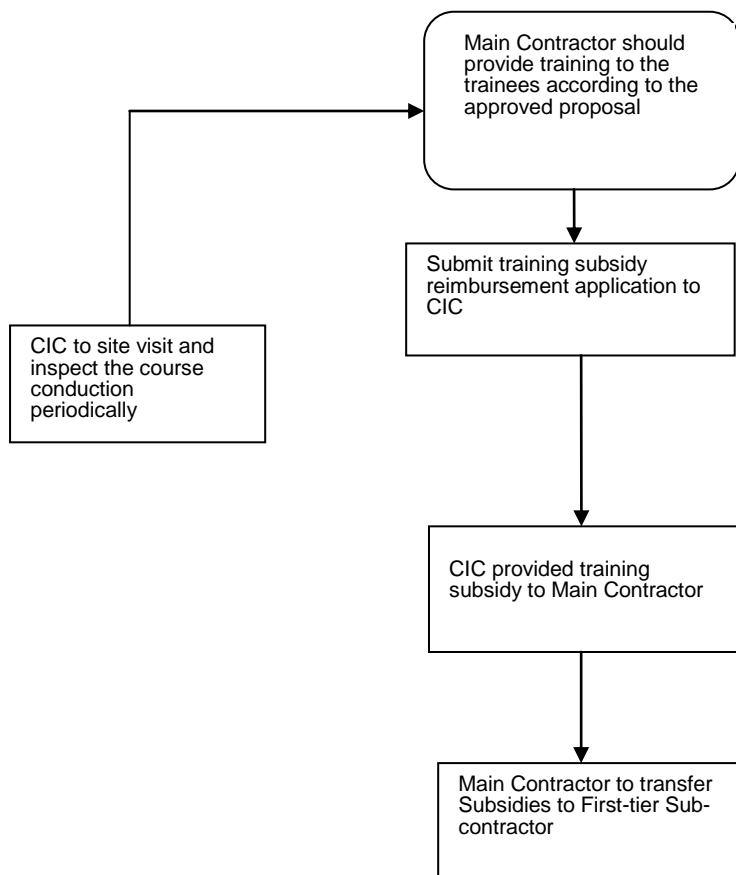 Main Contractor should
provide training to the
trainees according to the
approved proposal
Submit training subsidy
reimbursement application to
CIC
CIC to site visit and
inspect the course
conduction
periodically
CIC provided training
subsidy to Main Contractor
Main Contractor to transfer
Subsidies to First-tier Sub-
contractor